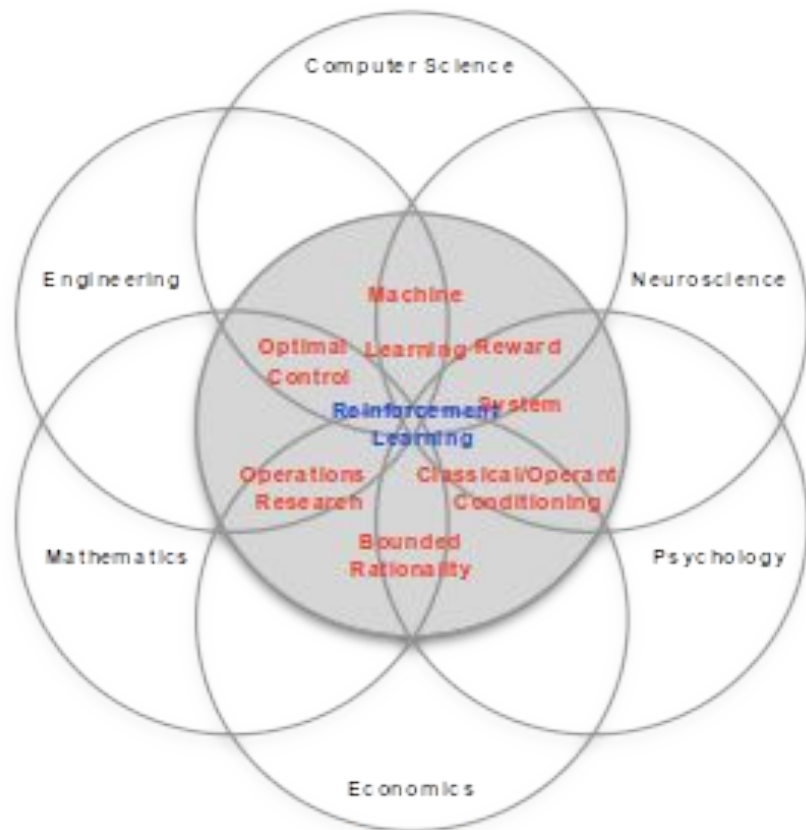 Computer Science
Engineering
Neuroscience
Machine
Learning
Optimal
Control
Reward
System
Reinforcement
Learning
Operations
Research
Classical/Operant
Conditioning
Bounded
Rationality
Mathematics
Psychology
Economics